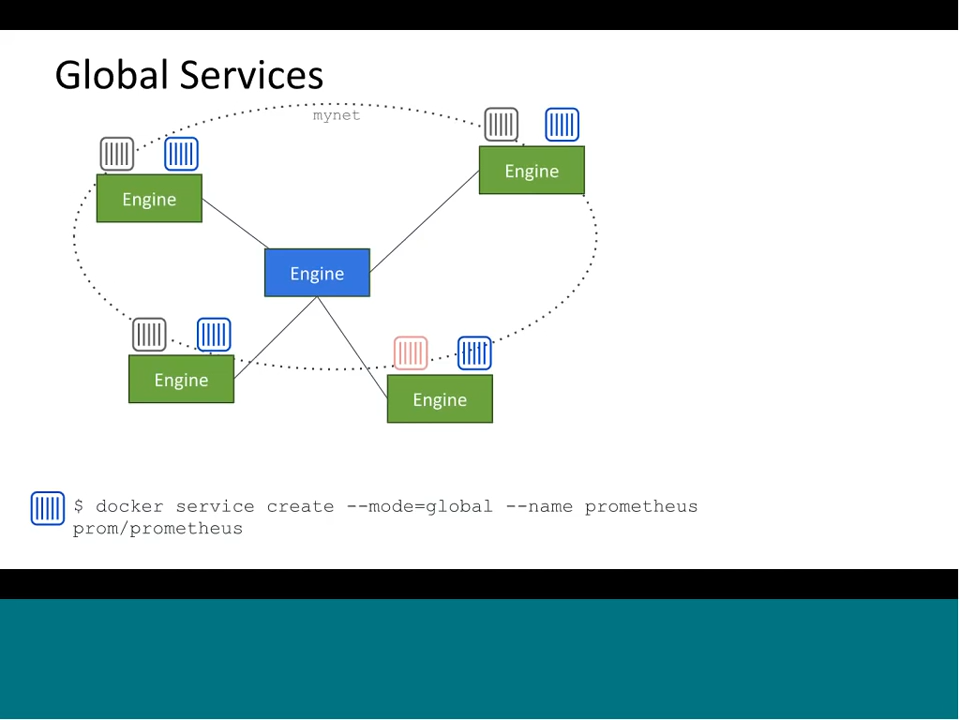 Global Services
mynet
Engine
Engine
Engine
Engine
Engine
$ docker service create --mode=global --name prometheus
prom/prometheus